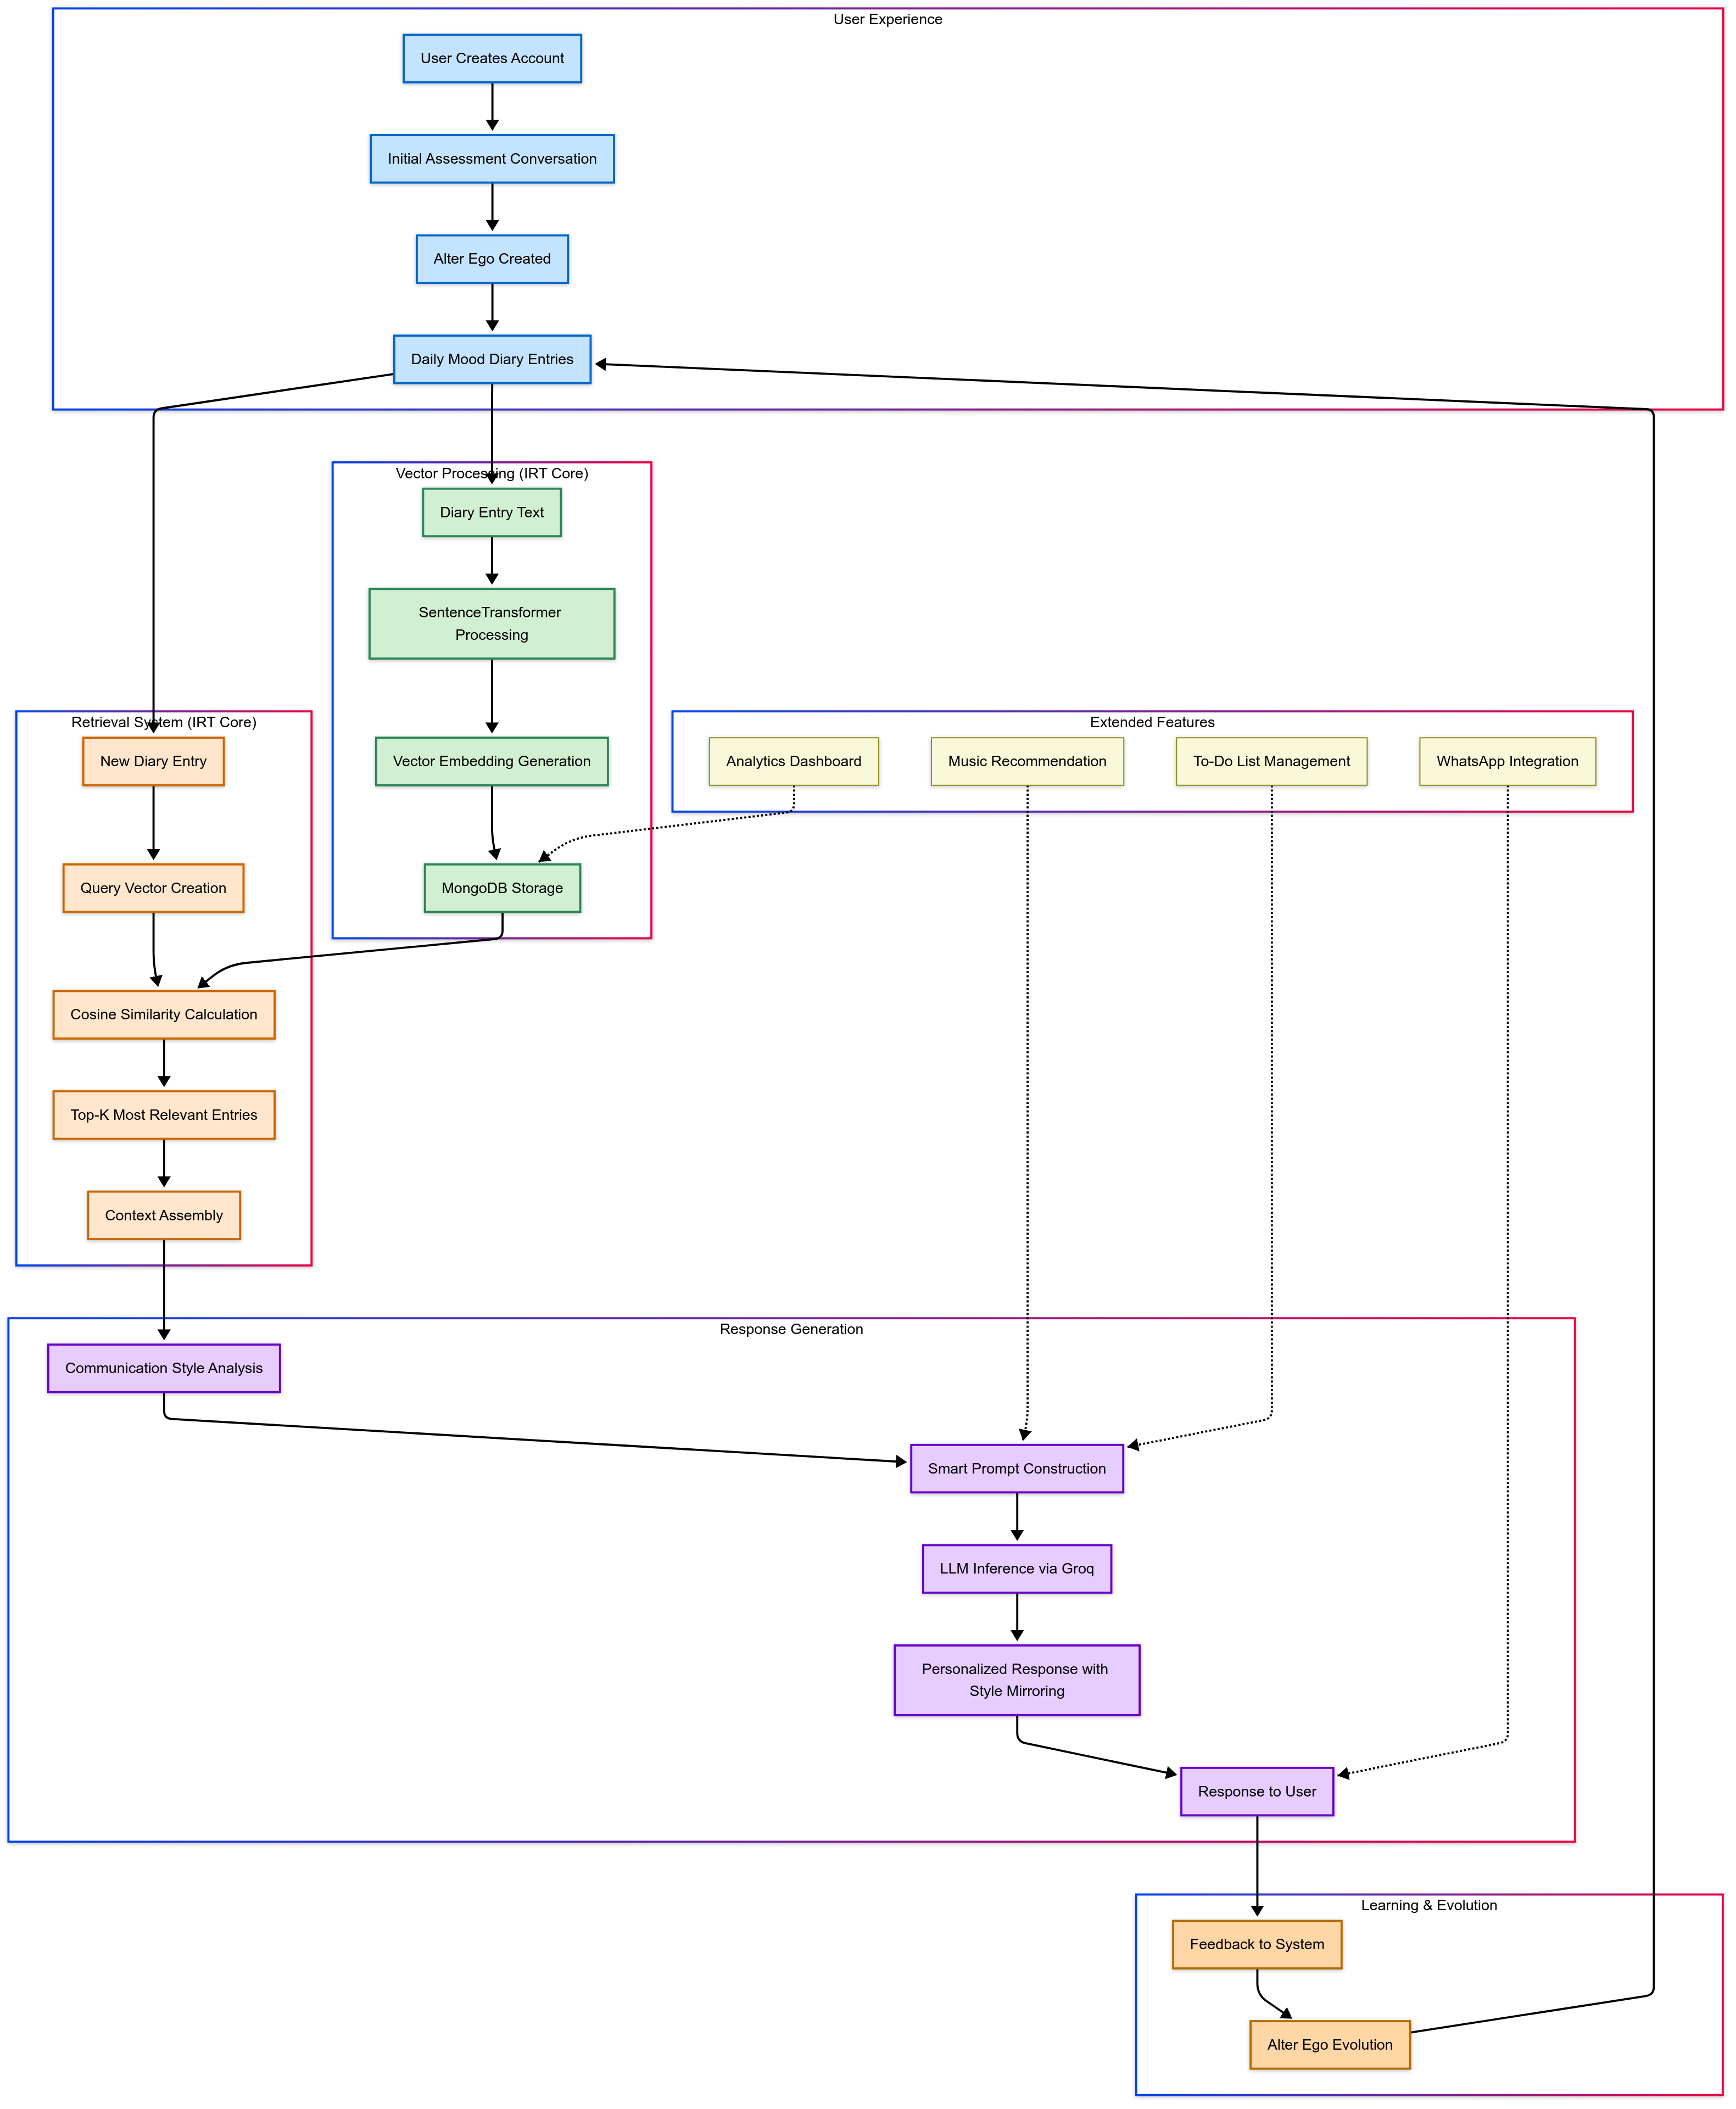 User Experience
User Creates Account
Initial Assessment Conversation
Alter Ego Created
Daily Mood Diary Entries
Vector Processing (IRT Core)
Diary Entry Text
SentenceTransformer
Processing
Vector Embedding Generation
MongoDB Storage
Retrieval System (IRT Core)
New Diary Entry
Query Vector Creation
Cosine Similarity Calculation
Top-K Most Relevant Entries
Context Assembly
Extended Features
Analytics Dashboard
Music Recommendation
To-Do List Management
WhatsApp Integration
Response Generation
Communication Style Analysis
Smart Prompt Construction
LLM Inference via Groq
Personalized Response with
Style Mirroring
Response to User
Learning & Evolution
Feedback to System
Alter Ego Evolution